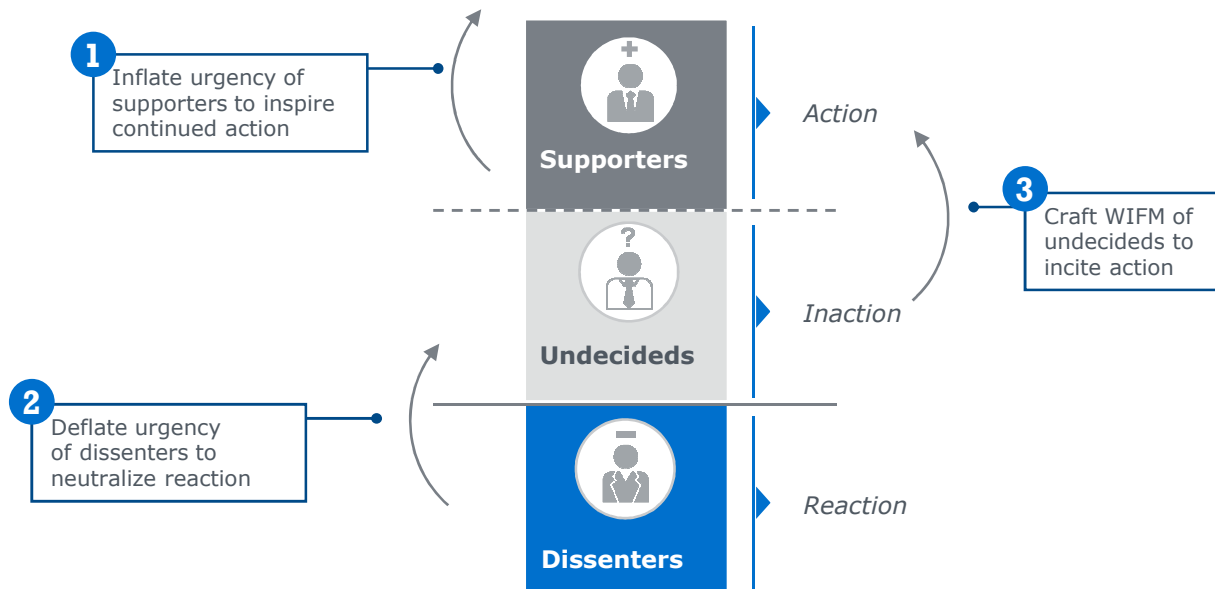 1
Inflate urgency of
supporters to inspire
continued action
+
Supporters
Action
3
Craft WIFM of
undecideds to
incite action
?
Undecideds
Inaction
2
Deflate urgency
of dissenters to
neutralize reaction
Dissenters
Reaction